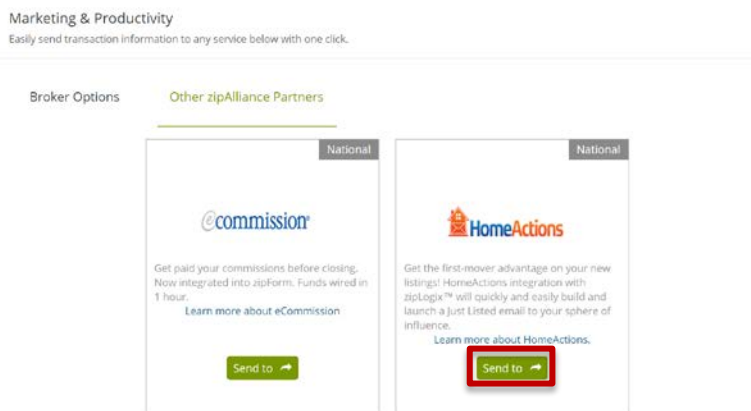 Marketing & Productivity
Easily send transaction information to any service below with one click.
Broker Options
Other zipAlliance Partners
National
ecommission®
Get paid your commissions before closing.
Now integrated into zipForm. Funds wired in
1 hour.
Learn more about eCommission
Send to
National
HomeActions
Get the first-mover advantage on your new
listings! HomeActions integration with
zipLogix™ will quickly and easily build and
launch a Just Listed email to your sphere of
influence.
Learn more about HomeActions.
Send to